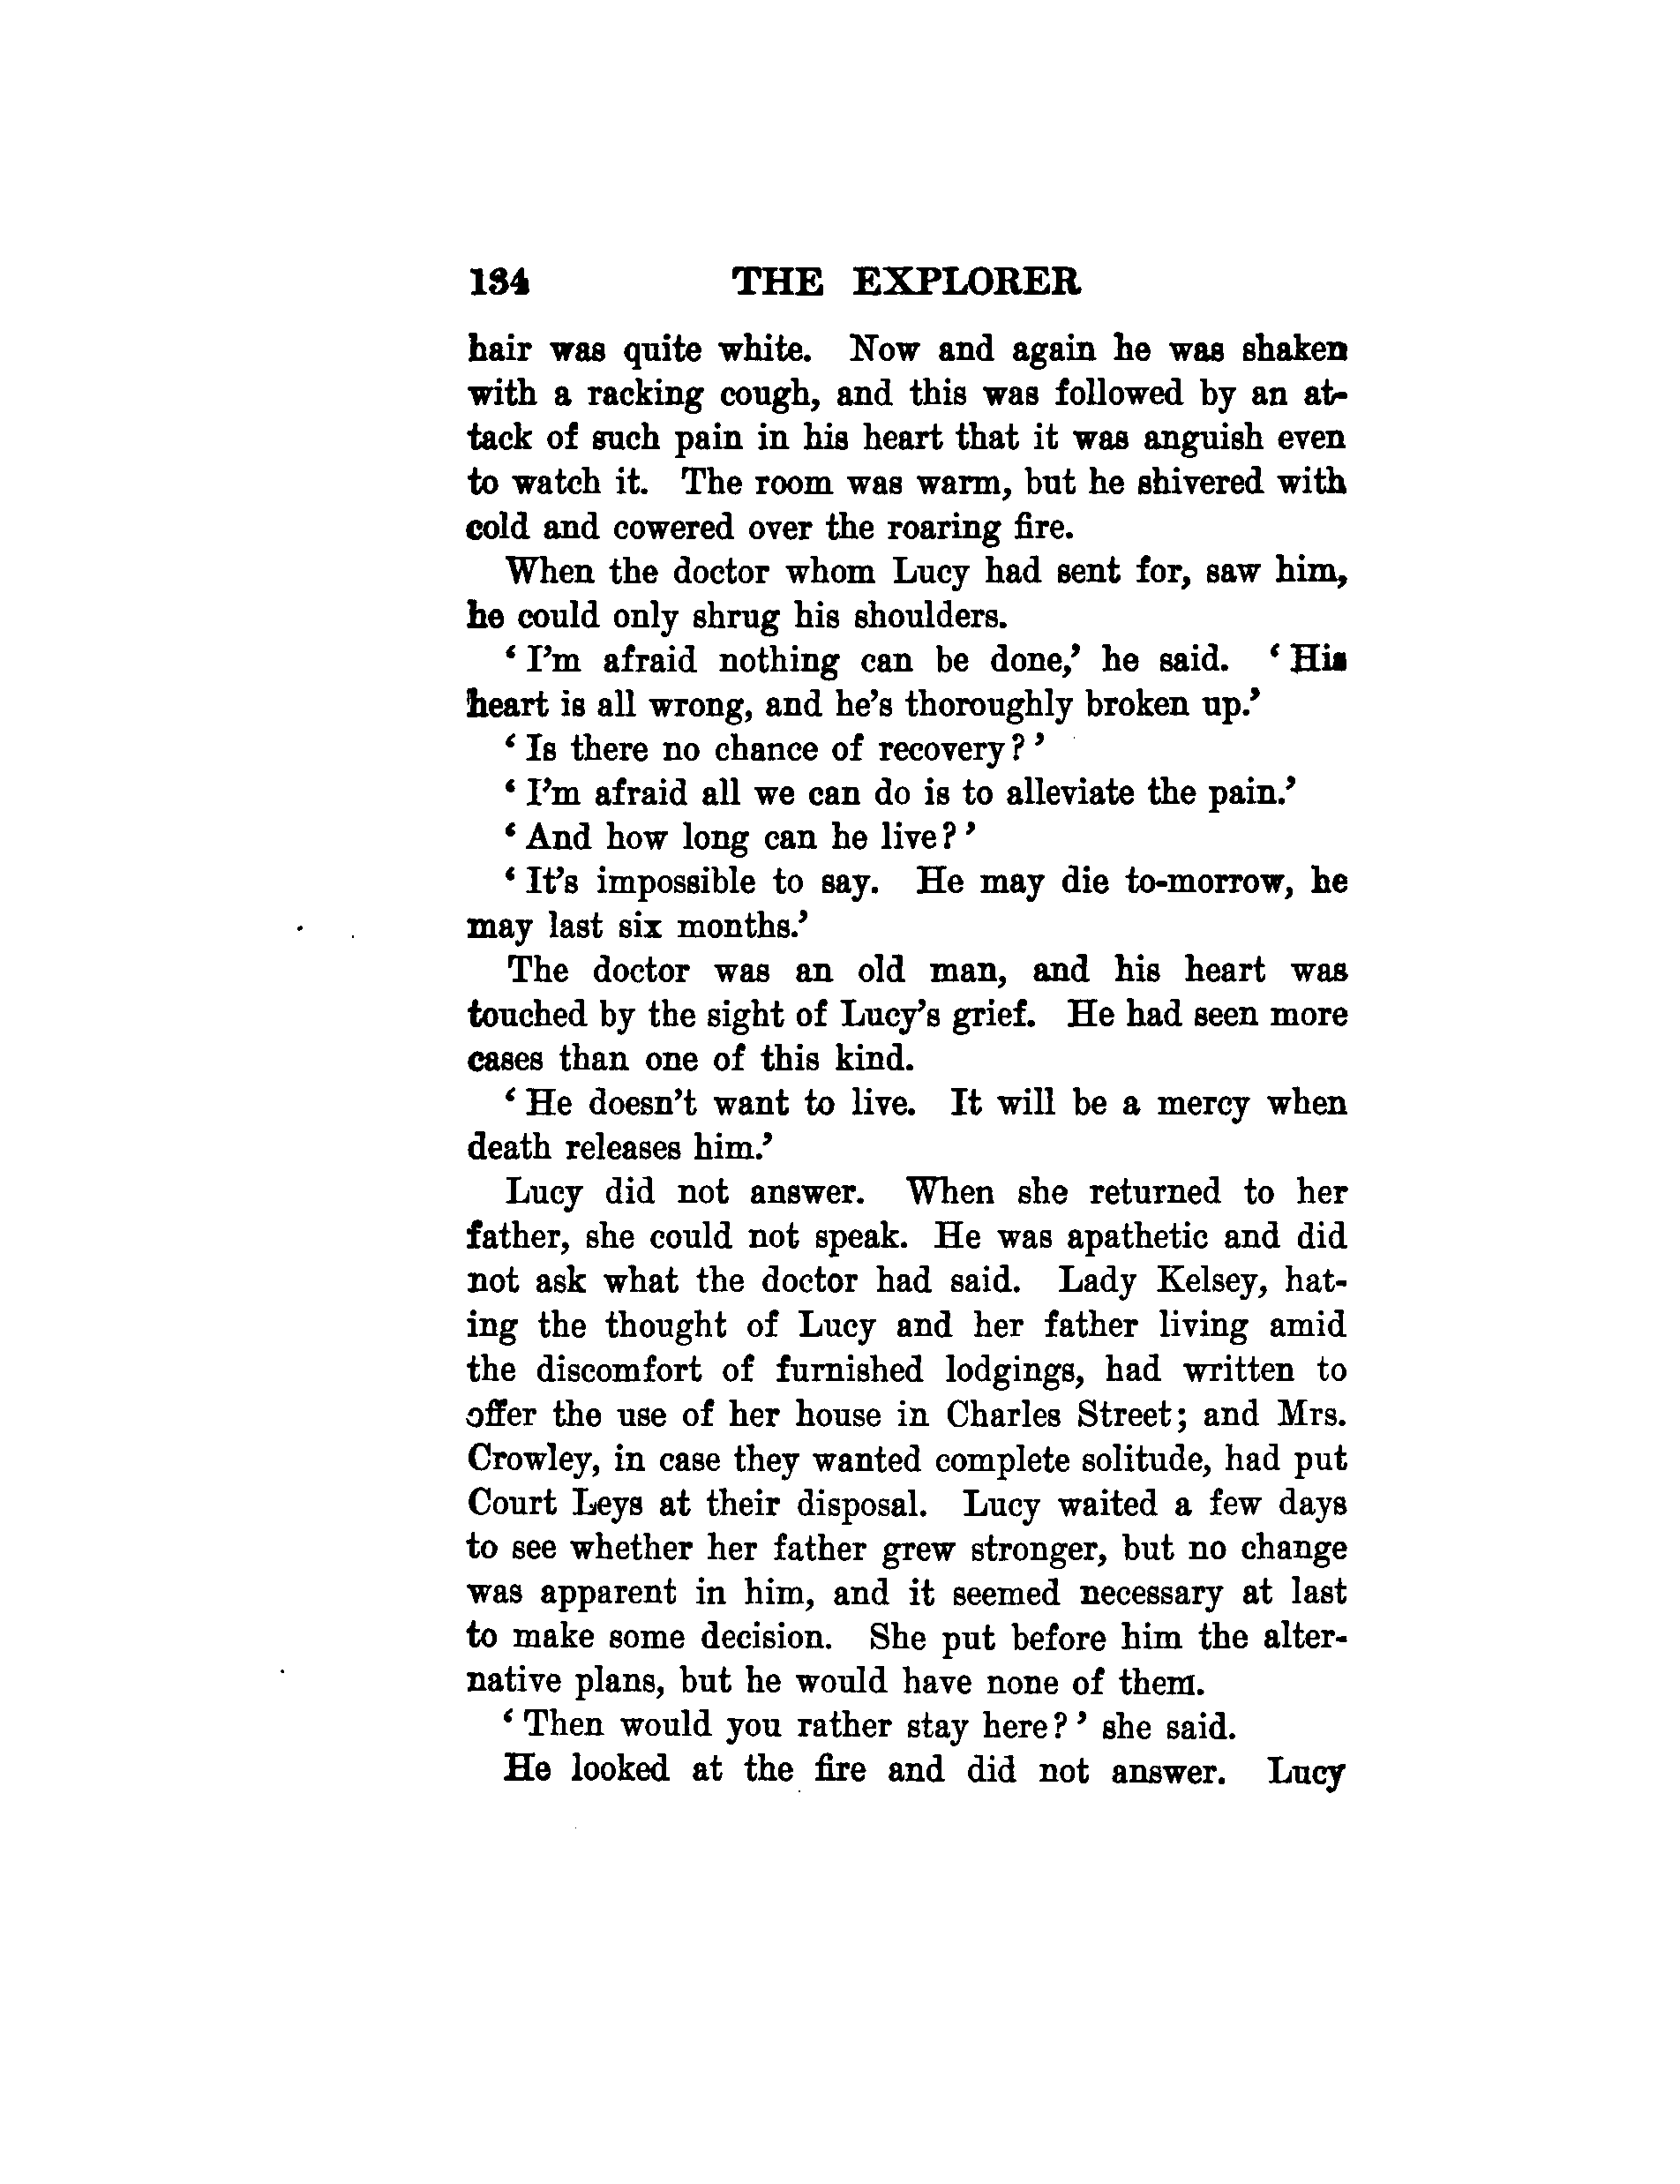 134 THE EXPLORER
hair was quite white. Now and again he was shaken
with a racking cough, and this was followed by an at-
tack of such pain in his heart that it was anguish even
to watch it. The room was warm, but he shivered with
cold and cowered over the roaring fire.
When the doctor whom Lucy had sent for, saw him,
he could only shrug his shoulders.
‘ I’m afraid nothing can be done,’ he said. ‘ His
heart is all wrong, and he’s thoroughly broken up.’
‘ Is there no chance of recovery? ’
‘ I’m afraid all we can do is to alleviate the pain.’
‘ And how long can he live? ’
‘ It’s impossible to say. He may die to-morrow, he
may last six months.’
The doctor was an old man, and his heart was
touched by the sight of Lucy’s grief. He had seen more
cases than one of this kind.
‘ He doesn’t want to live. It will be a mercy when
death releases him.’
Lucy did not answer. When she returned to her
father, she could not speak. He was apathetic and did
not ask what the doctor had said. Lady Kelsey, hat-
ing the thought of Lucy and her father living amid
the discomfort of furnished lodgings, had written to
offer the use of her house in Charles Street; and Mrs.
Crowley, in case they wanted complete solitude, had put
Court Leys at their disposal. Lucy waited a few days
to see whether her father grew stronger, but no change
was apparent in him, and it seemed necessary at last
to make some decision. She put before him the alter-
native plans, but he would have none of them.
‘ Then would you rather stay here? ’ she said.
He looked at the fire and did not answer. Lucy